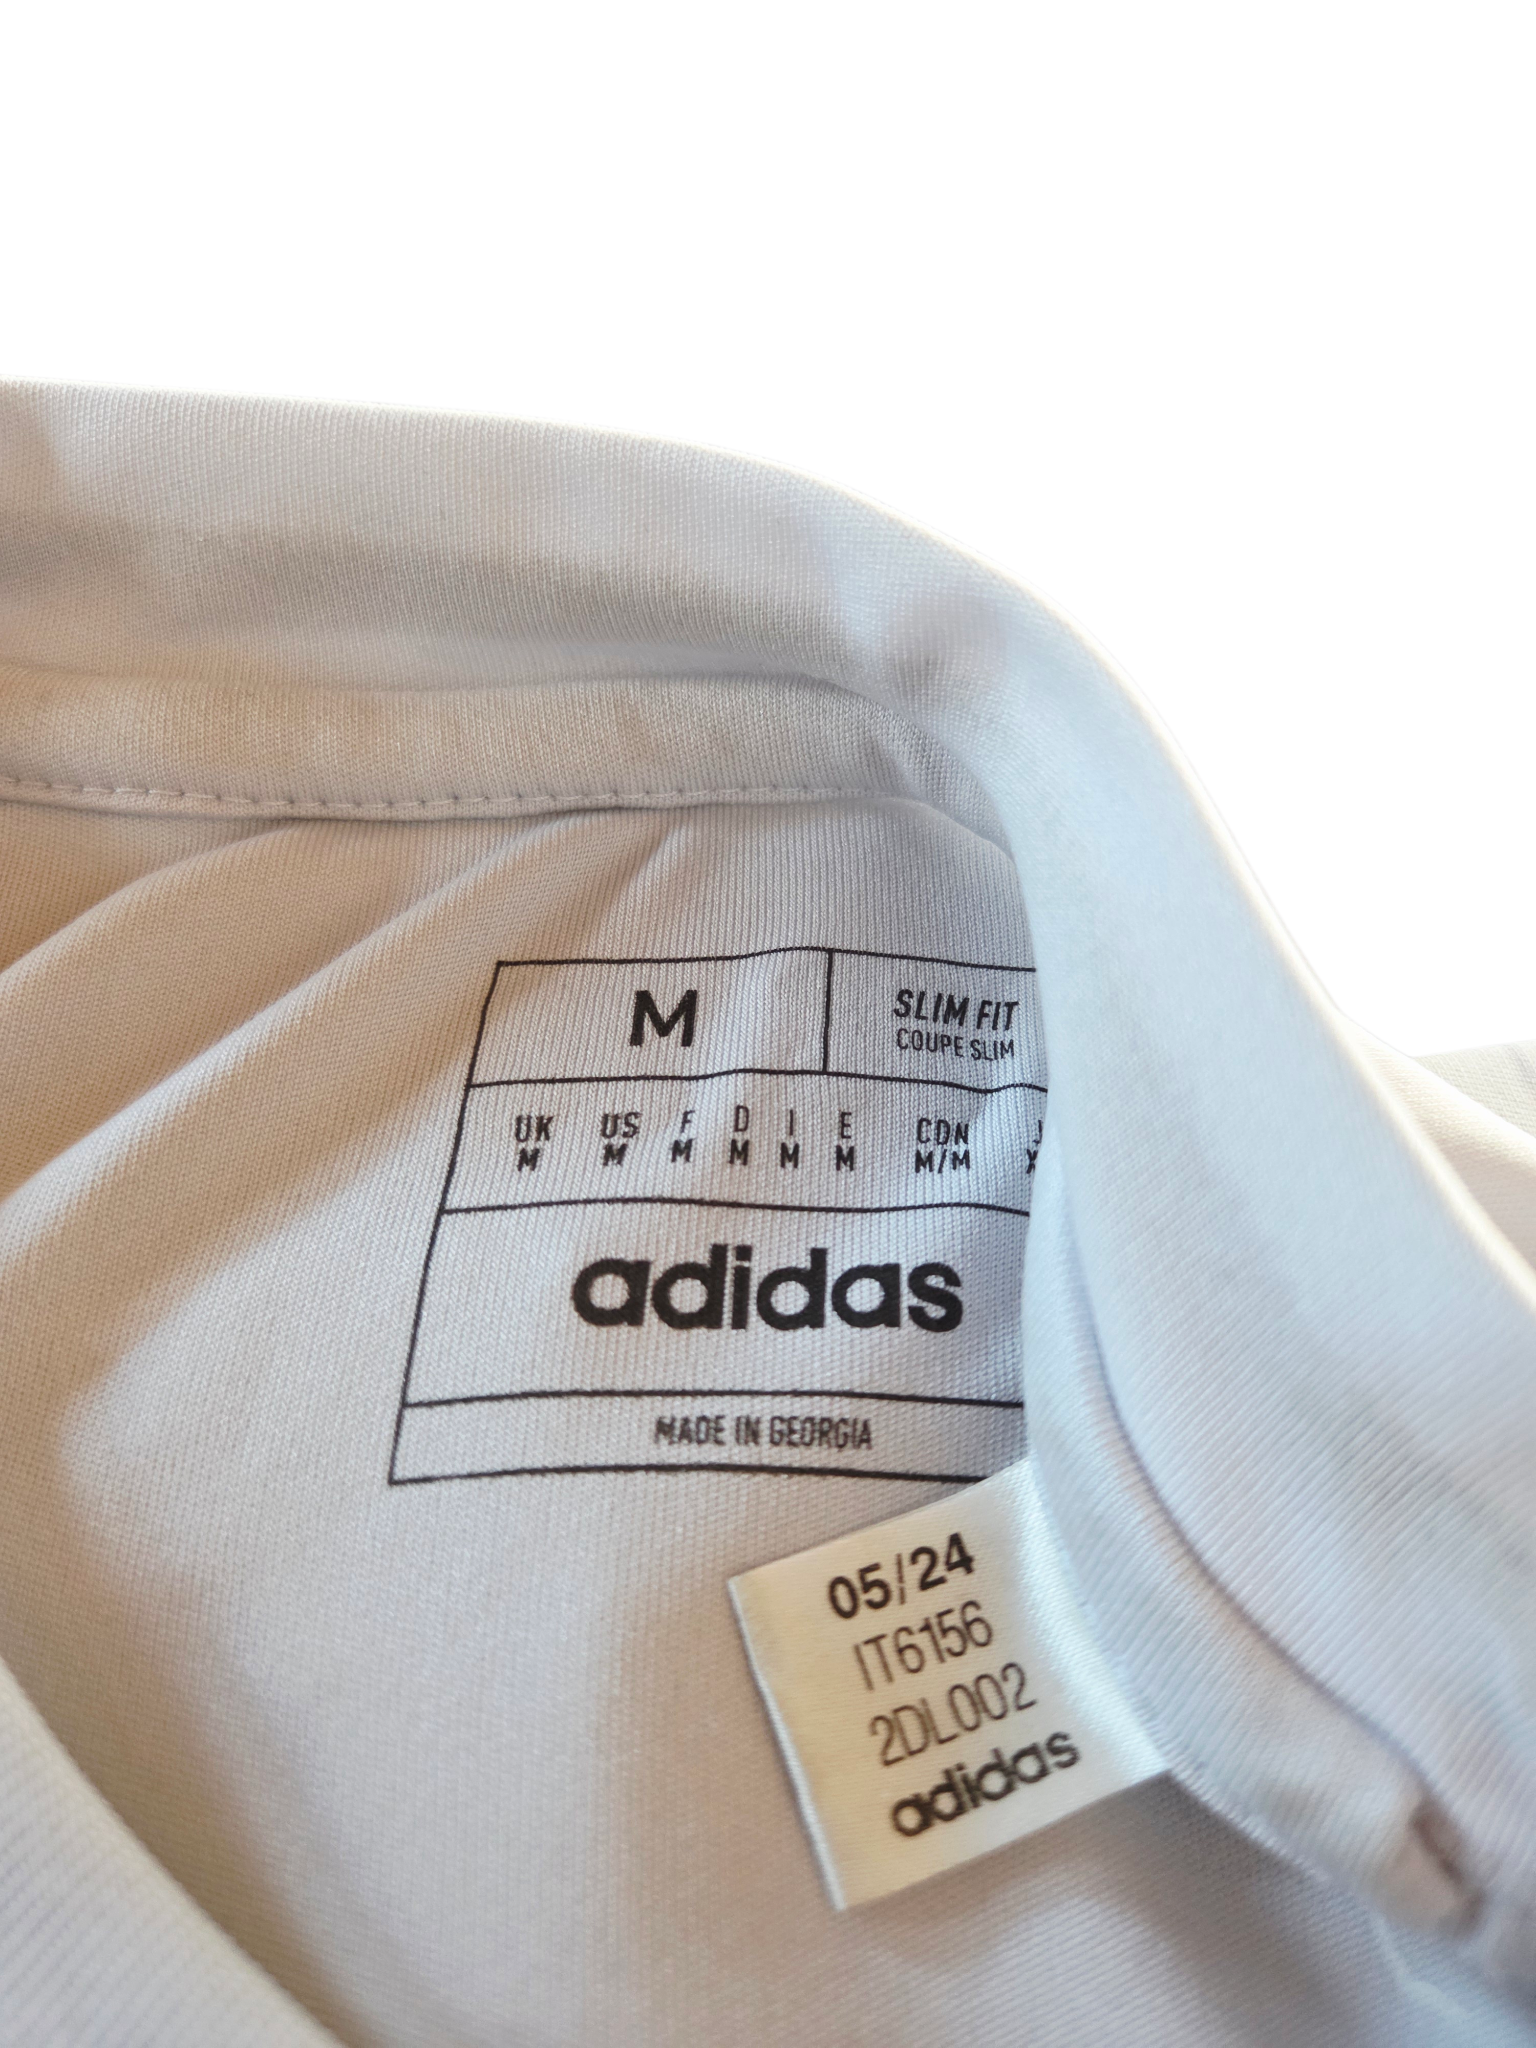 M
SLIM FIT
COUPE SLIM
UK US F D I E CDN J
M M M M M M M/M X
adidas
MADE IN GEORGIA
05/24
IT6156
2DL002
adidas